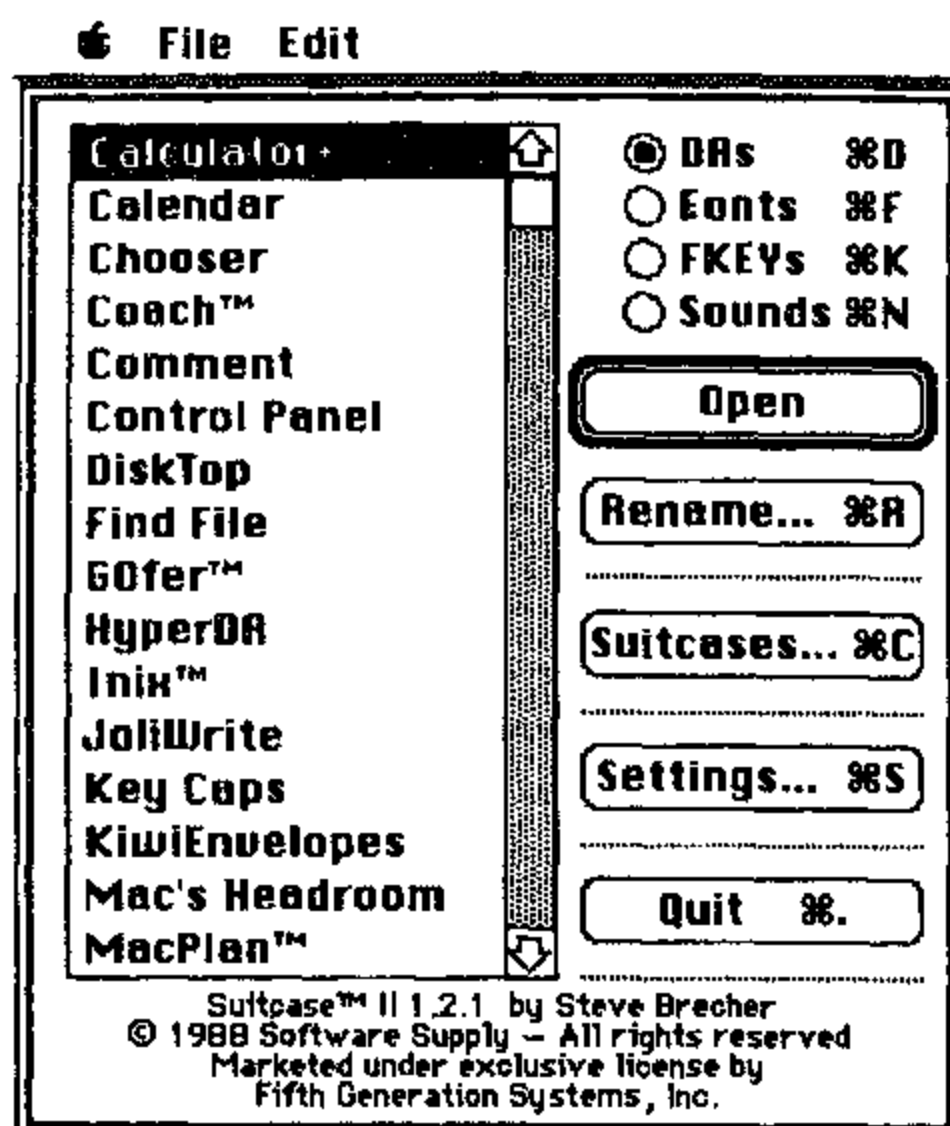 File Edit
Calculator+
Calendar
Chooser
Coach™
Comment
Control Panel
DiskTop
Find File
GOfer™
HyperDA
Inix™
JoliWrite
Key Caps
KiwiEnvelopes
Mac's Headroom
MacPlan™
DAs ⌘D
Fonts ⌘F
FKEYs ⌘K
Sounds ⌘N
Open
Rename... ⌘R
Suitcases... ⌘C
Settings... ⌘S
Quit ⌘.
Suitcase™ II 1.2.1 by Steve Brecher
© 1988 Software Supply – All rights reserved
Marketed under exclusive license by
Fifth Generation Systems, Inc.